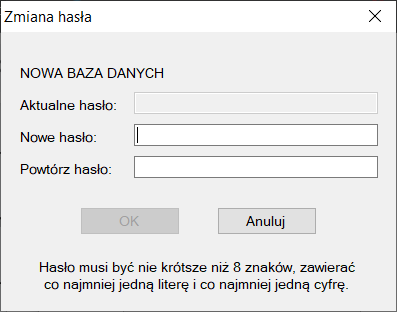 Zmiana hasła
NOWA BAZA DANYCH
Aktualne hasło:
Nowe hasło:
Powtórz hasło:
OK
Anuluj
Hasło musi być nie krótsze niż 8 znaków, zawierać
co najmniej jedną literę i co najmniej jedną cyfrę.